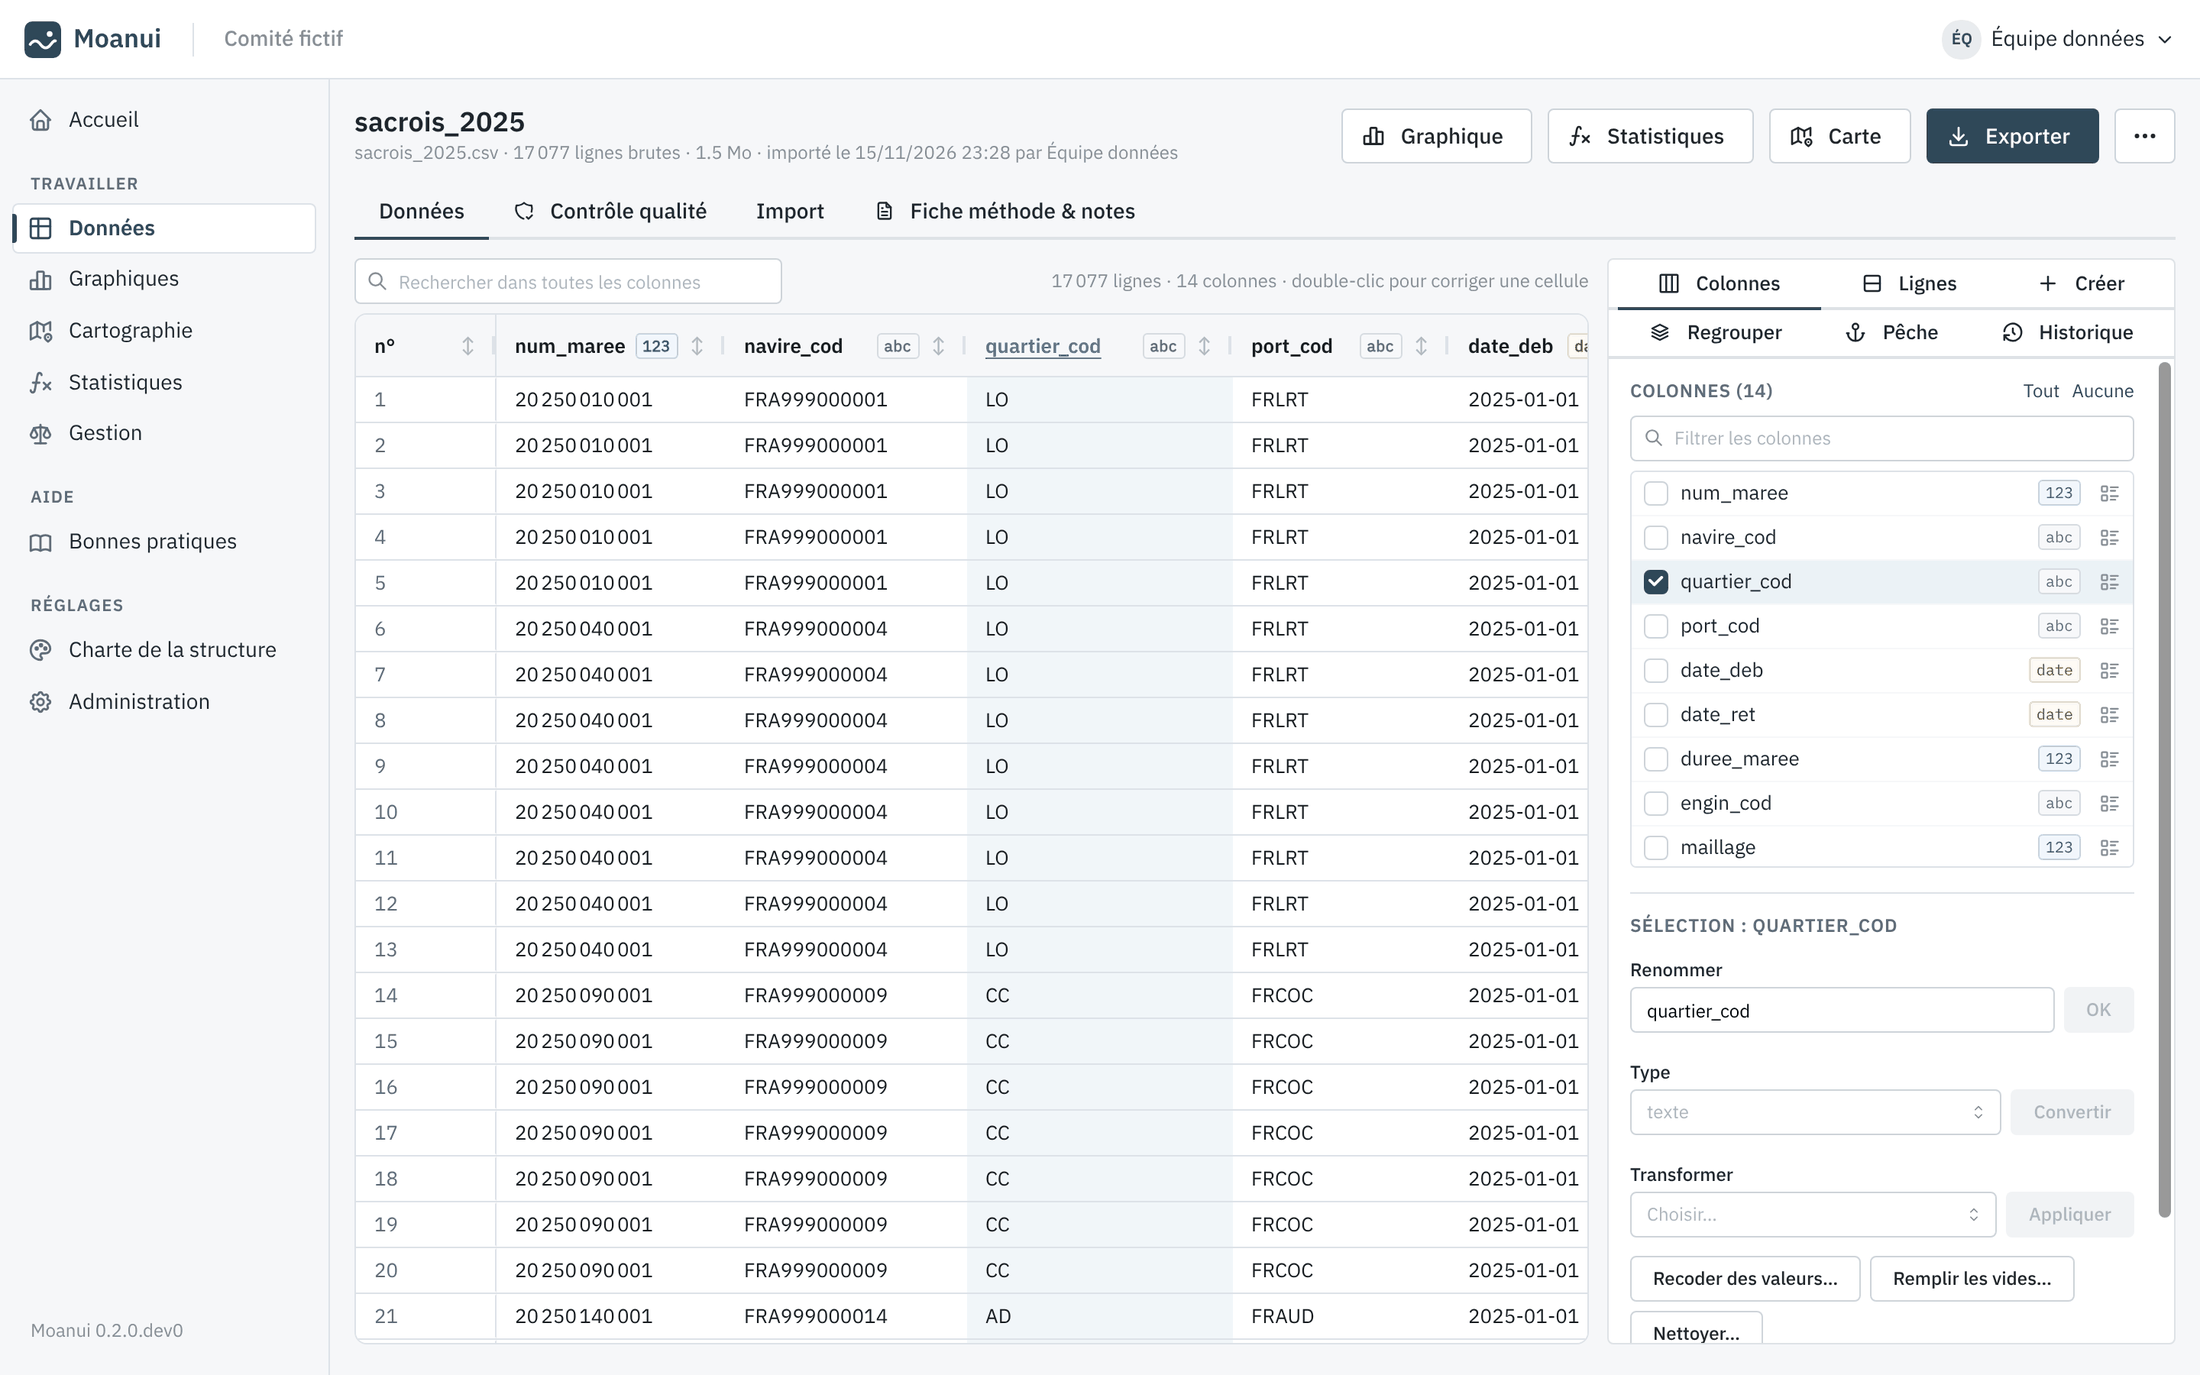 Moanui
Comité fictif
ÉQ Équipe données
Accueil
TRAVAILLER
Données
Graphiques
Cartographie
Statistiques
Gestion
AIDE
Bonnes pratiques
RÉGLAGES
Charte de la structure
Administration
Moanui 0.2.0.dev0
sacrois_2025
sacrois_2025.csv · 17 077 lignes brutes · 1.5 Mo · importé le 15/11/2026 23:28 par Équipe données
Graphique Statistiques Carte Exporter
Données Contrôle qualité Import Fiche méthode & notes
Rechercher dans toutes les colonnes
17 077 lignes · 14 colonnes · double-clic pour corriger une cellule
n° num_maree 123 navire_cod abc quartier_cod abc port_cod abc date_deb da
1 20 250 010 001 FRA999000001 LO FRLRT 2025-01-01
2 20 250 010 001 FRA999000001 LO FRLRT 2025-01-01
3 20 250 010 001 FRA999000001 LO FRLRT 2025-01-01
4 20 250 010 001 FRA999000001 LO FRLRT 2025-01-01
5 20 250 010 001 FRA999000001 LO FRLRT 2025-01-01
6 20 250 040 001 FRA999000004 LO FRLRT 2025-01-01
7 20 250 040 001 FRA999000004 LO FRLRT 2025-01-01
8 20 250 040 001 FRA999000004 LO FRLRT 2025-01-01
9 20 250 040 001 FRA999000004 LO FRLRT 2025-01-01
10 20 250 040 001 FRA999000004 LO FRLRT 2025-01-01
11 20 250 040 001 FRA999000004 LO FRLRT 2025-01-01
12 20 250 040 001 FRA999000004 LO FRLRT 2025-01-01
13 20 250 040 001 FRA999000004 LO FRLRT 2025-01-01
14 20 250 090 001 FRA999000009 CC FRCOC 2025-01-01
15 20 250 090 001 FRA999000009 CC FRCOC 2025-01-01
16 20 250 090 001 FRA999000009 CC FRCOC 2025-01-01
17 20 250 090 001 FRA999000009 CC FRCOC 2025-01-01
18 20 250 090 001 FRA999000009 CC FRCOC 2025-01-01
19 20 250 090 001 FRA999000009 CC FRCOC 2025-01-01
20 20 250 090 001 FRA999000009 CC FRCOC 2025-01-01
21 20 250 140 001 FRA999000014 AD FRAUD 2025-01-01
Colonnes Lignes Créer
Regrouper Pêche Historique
COLONNES (14) Tout Aucune
Filtrer les colonnes
num_maree 123
navire_cod abc
quartier_cod abc
port_cod abc
date_deb date
date_ret date
duree_maree 123
engin_cod abc
maillage 123
SÉLECTION : QUARTIER_COD
Renommer
quartier_cod OK
Type
texte Convertir
Transformer
Choisir... Appliquer
Recoder des valeurs... Remplir les vides...
Nettoyer...